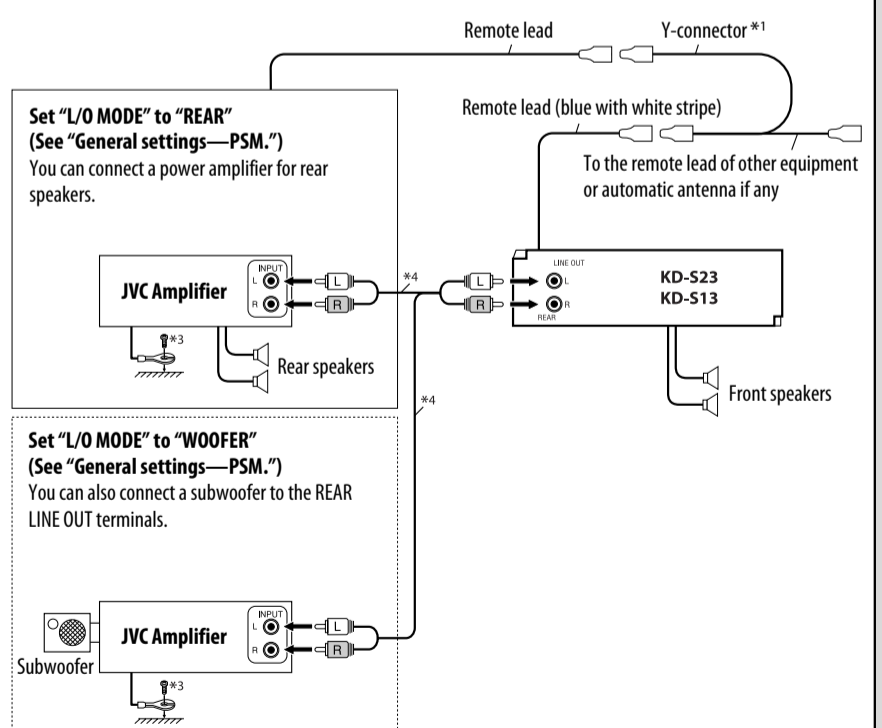 Remote lead
Y-connector *1
Set “L/O MODE” to “REAR”
(See “General settings—PSM.”)
You can connect a power amplifier for rear
speakers.
Remote lead (blue with white stripe)
To the remote lead of other equipment
or automatic antenna if any
JVC Amplifier
INPUT
L
R
L
R
*4
L
R
LINE OUT
L
R
REAR
KD-S23
KD-S13
*3
Rear speakers
Front speakers
*4
Set “L/O MODE” to “WOOFER”
(See “General settings—PSM.”)
You can also connect a subwoofer to the REAR
LINE OUT terminals.
Subwoofer
JVC Amplifier
INPUT
L
R
L
R
*3